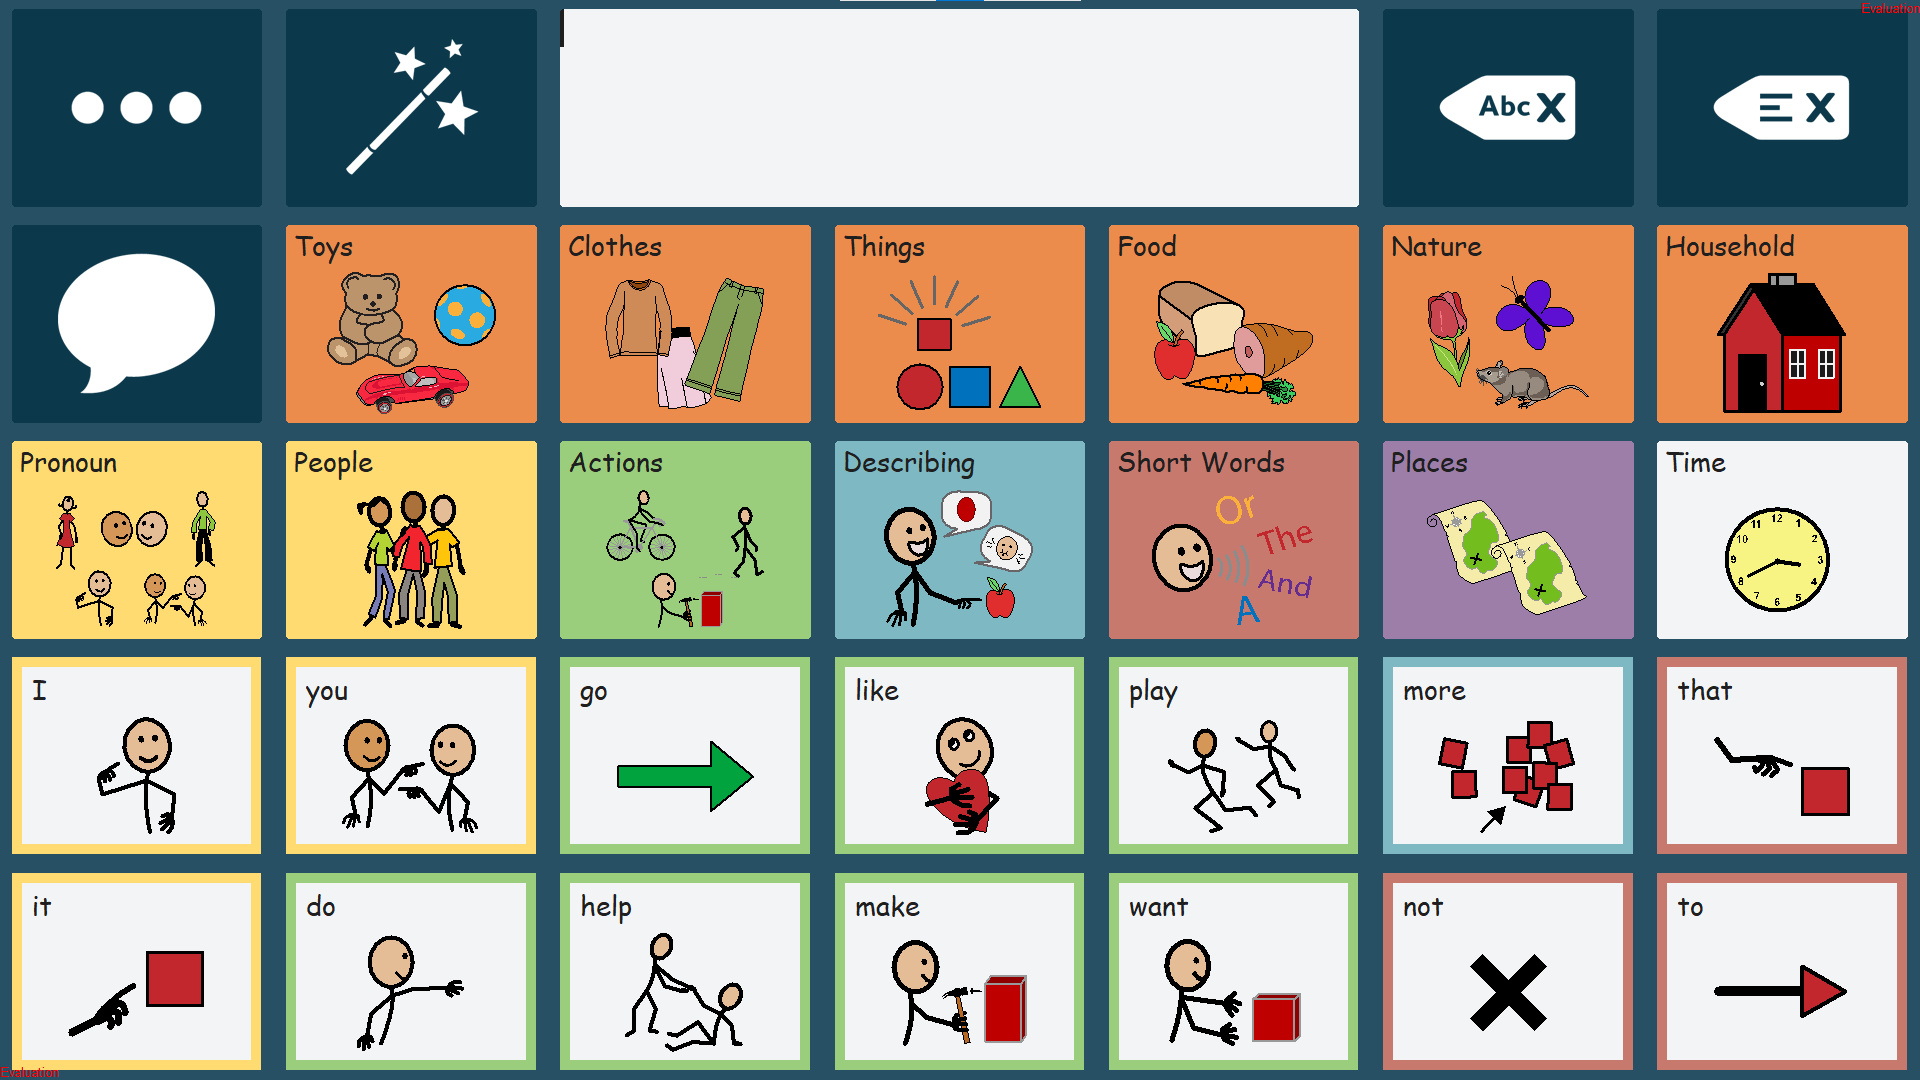 Evaluation
Abc X
X
Toys
Clothes
Things
Food
Nature
Household
Pronoun
People
Actions
Describing
Short Words
Or
The
And
A
Places
Time
12
11 1
10 2
9 3
8 4
7 5
6
I
you
go
like
play
more
that
it
do
help
make
want
not
to
Evaluation